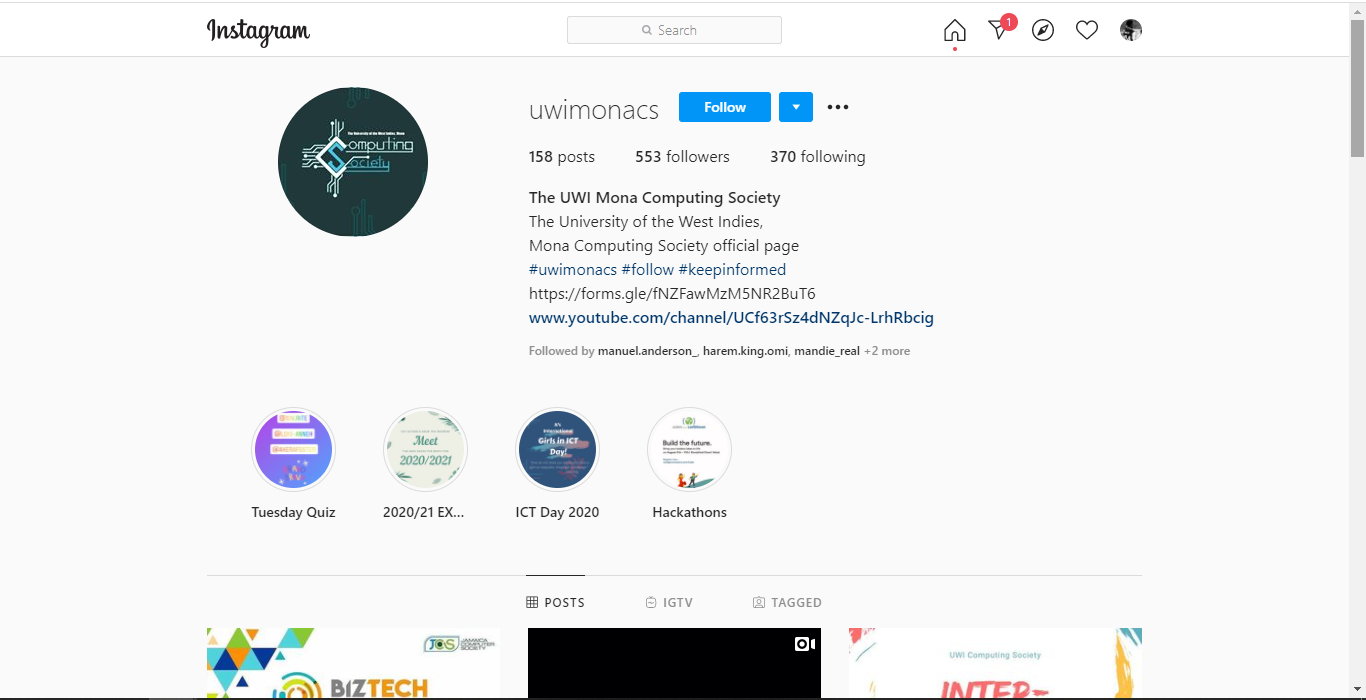 Instagram
Search
1
The University of the West Indies, Mona
Computing
Society
uwimonacs
Follow
158 posts 553 followers 370 following
The UWI Mona Computing Society
The University of the West Indies,
Mona Computing Society official page
#uwimonacs #follow #keepinformed
https://forms.gle/fNZFawMzM5NR2BuT6
www.youtube.com/channel/UCf63rSz4dNZqJc-LrhRbcig
Followed by manuel.anderson_, harem.king.omi, mandie_real +2 more
Meet
2020/2021
It's
International
Girls in ICT
Day!
Build the future.
Tuesday Quiz 2020/21 EX... ICT Day 2020 Hackathons
POSTS IGTV TAGGED
JCS JAMAICA
COMPUTER
SOCIETY
BIZTECH
UWI Computing Society
INTER-